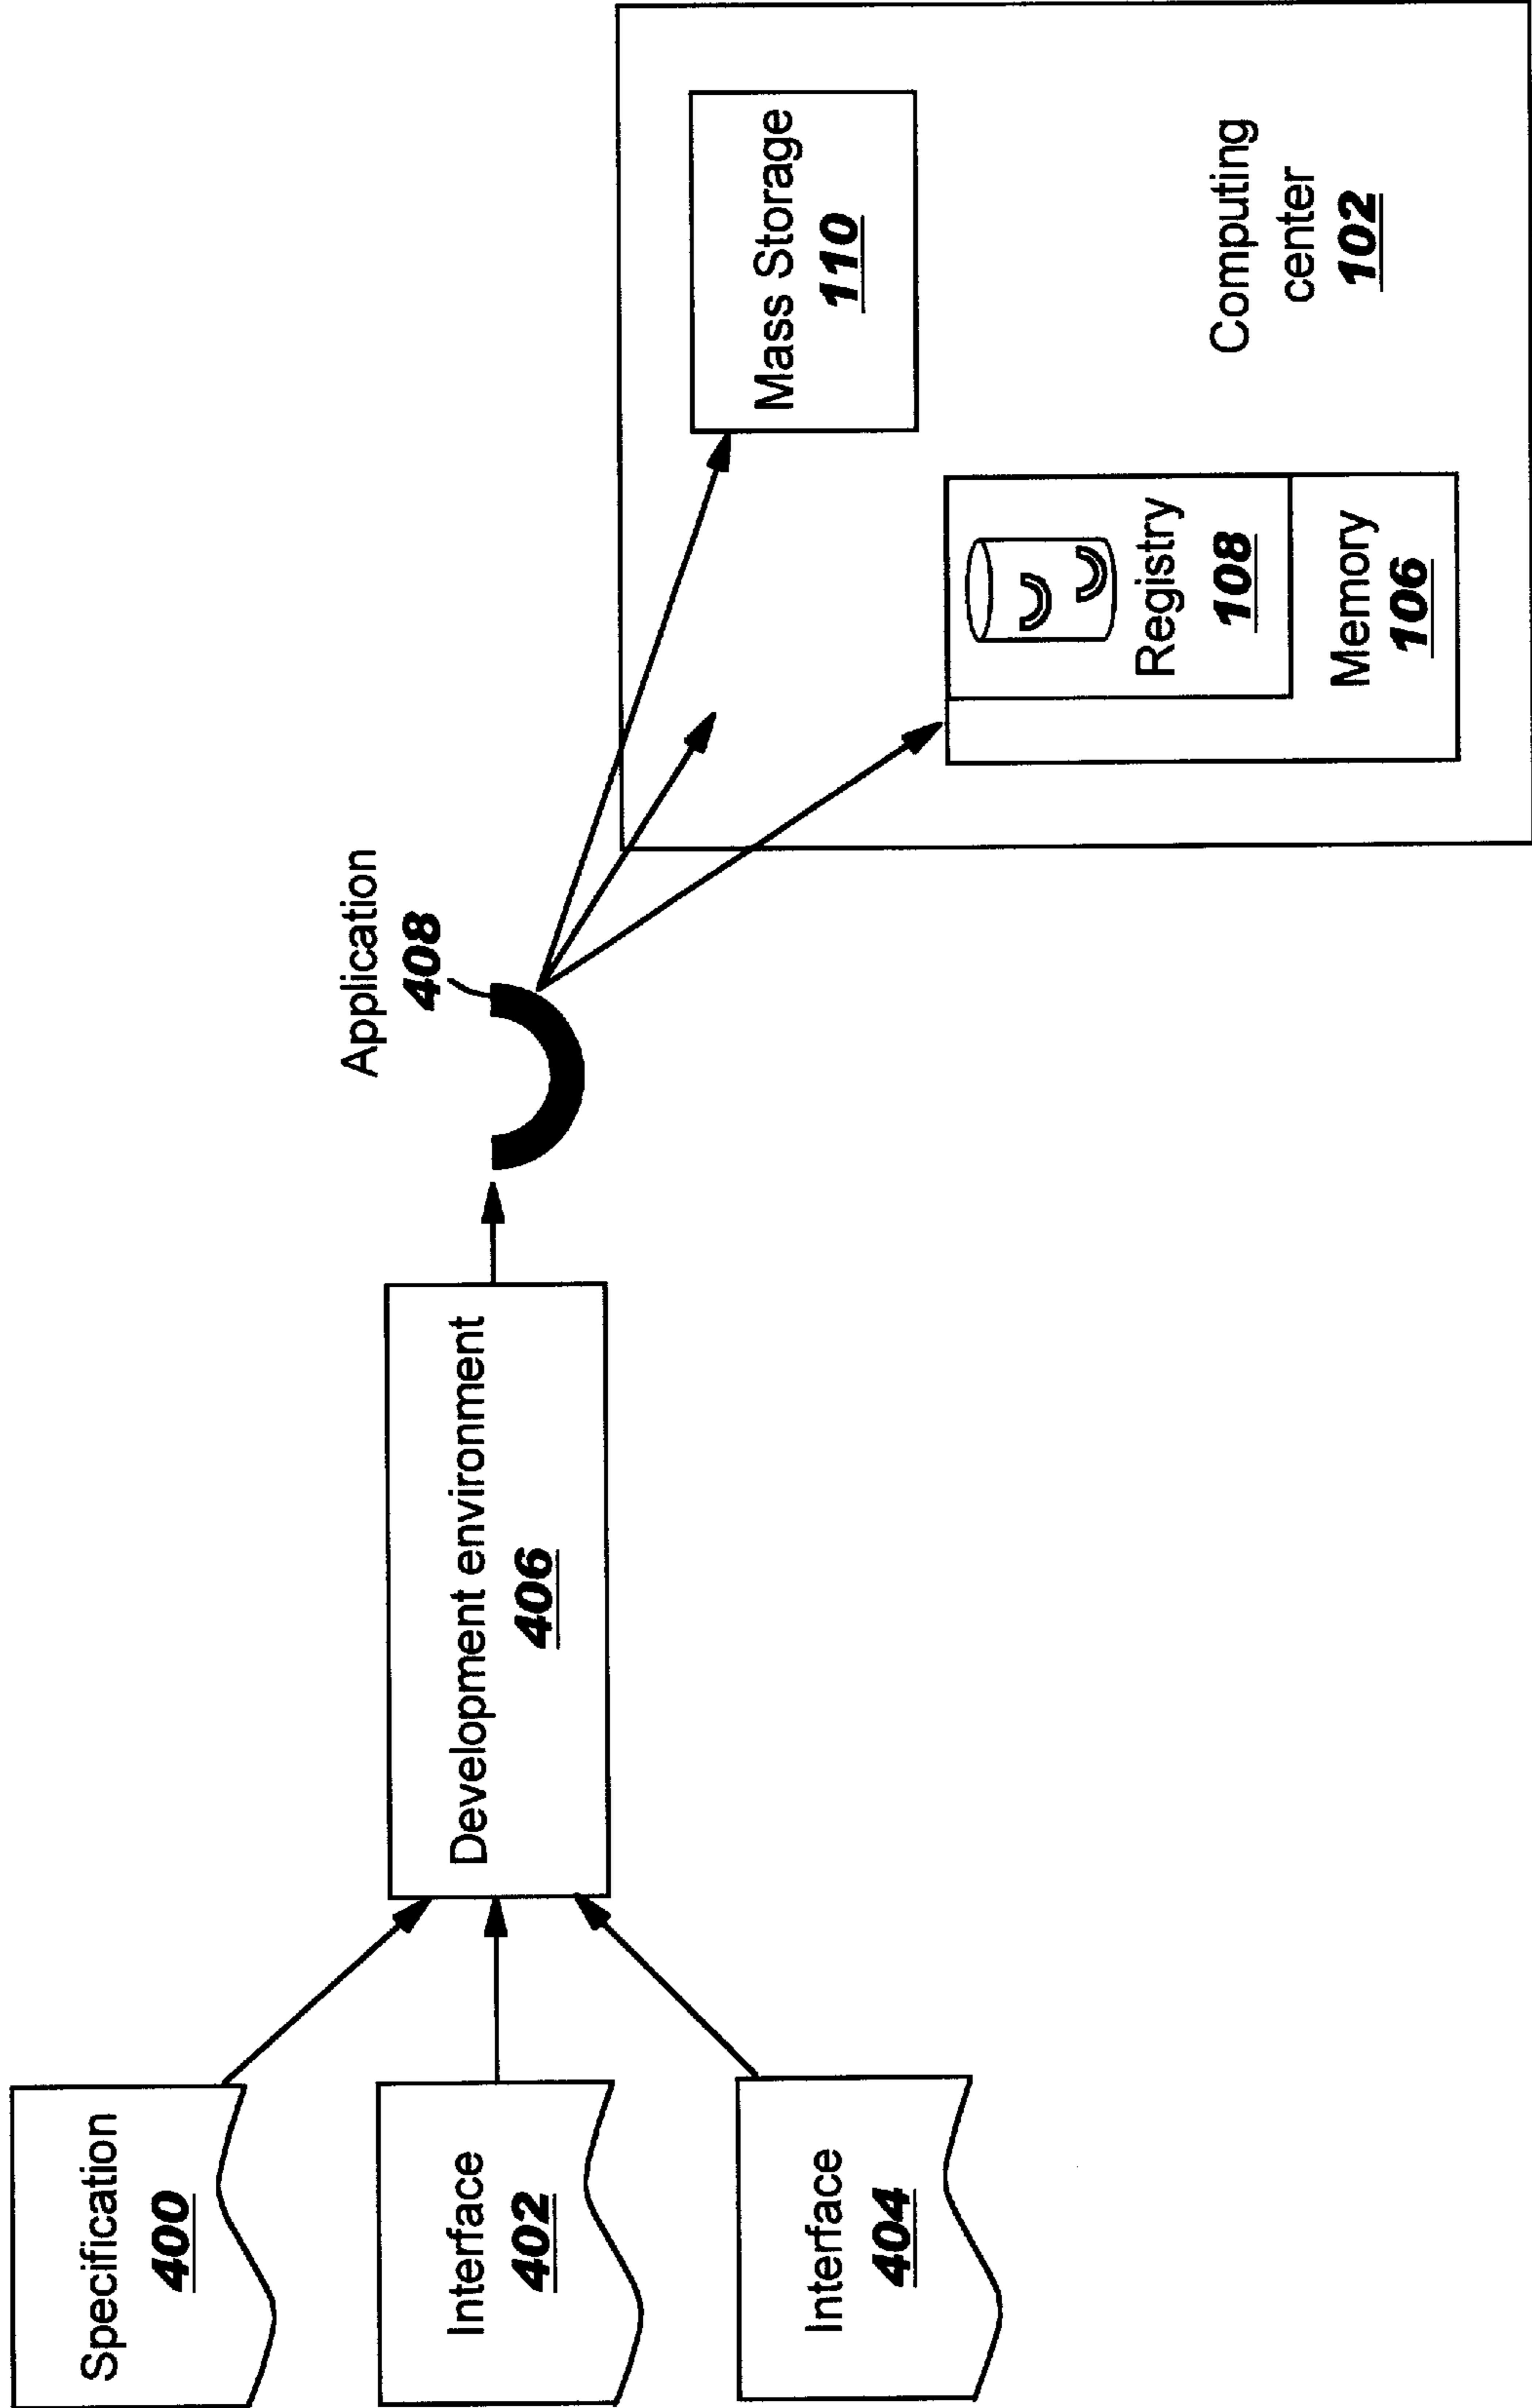 Specification
400
Interface
402
Interface
404
Development environment
406
Application
408
Mass Storage
110
Registry
108
Memory
106
Computing
center
102